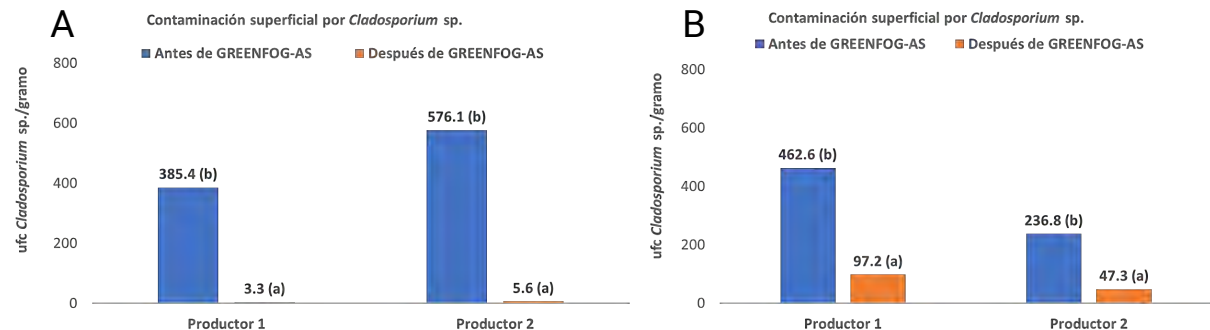 A
Contaminación superficial por Cladosporium sp.
Antes de GREENFOG-AS Después de GREENFOG-AS
ufc Cladosporium sp./gramo
800
600
400
200
0
385.4 (b)
3.3 (a)
576.1 (b)
5.6 (a)
Productor 1 Productor 2
B
Contaminación superficial por Cladosporium sp.
Antes de GREENFOG-AS Después de GREENFOG-AS
ufc Cladosporium sp./gramo
800
600
400
200
0
462.6 (b)
97.2 (a)
236.8 (b)
47.3 (a)
Productor 1 Productor 2